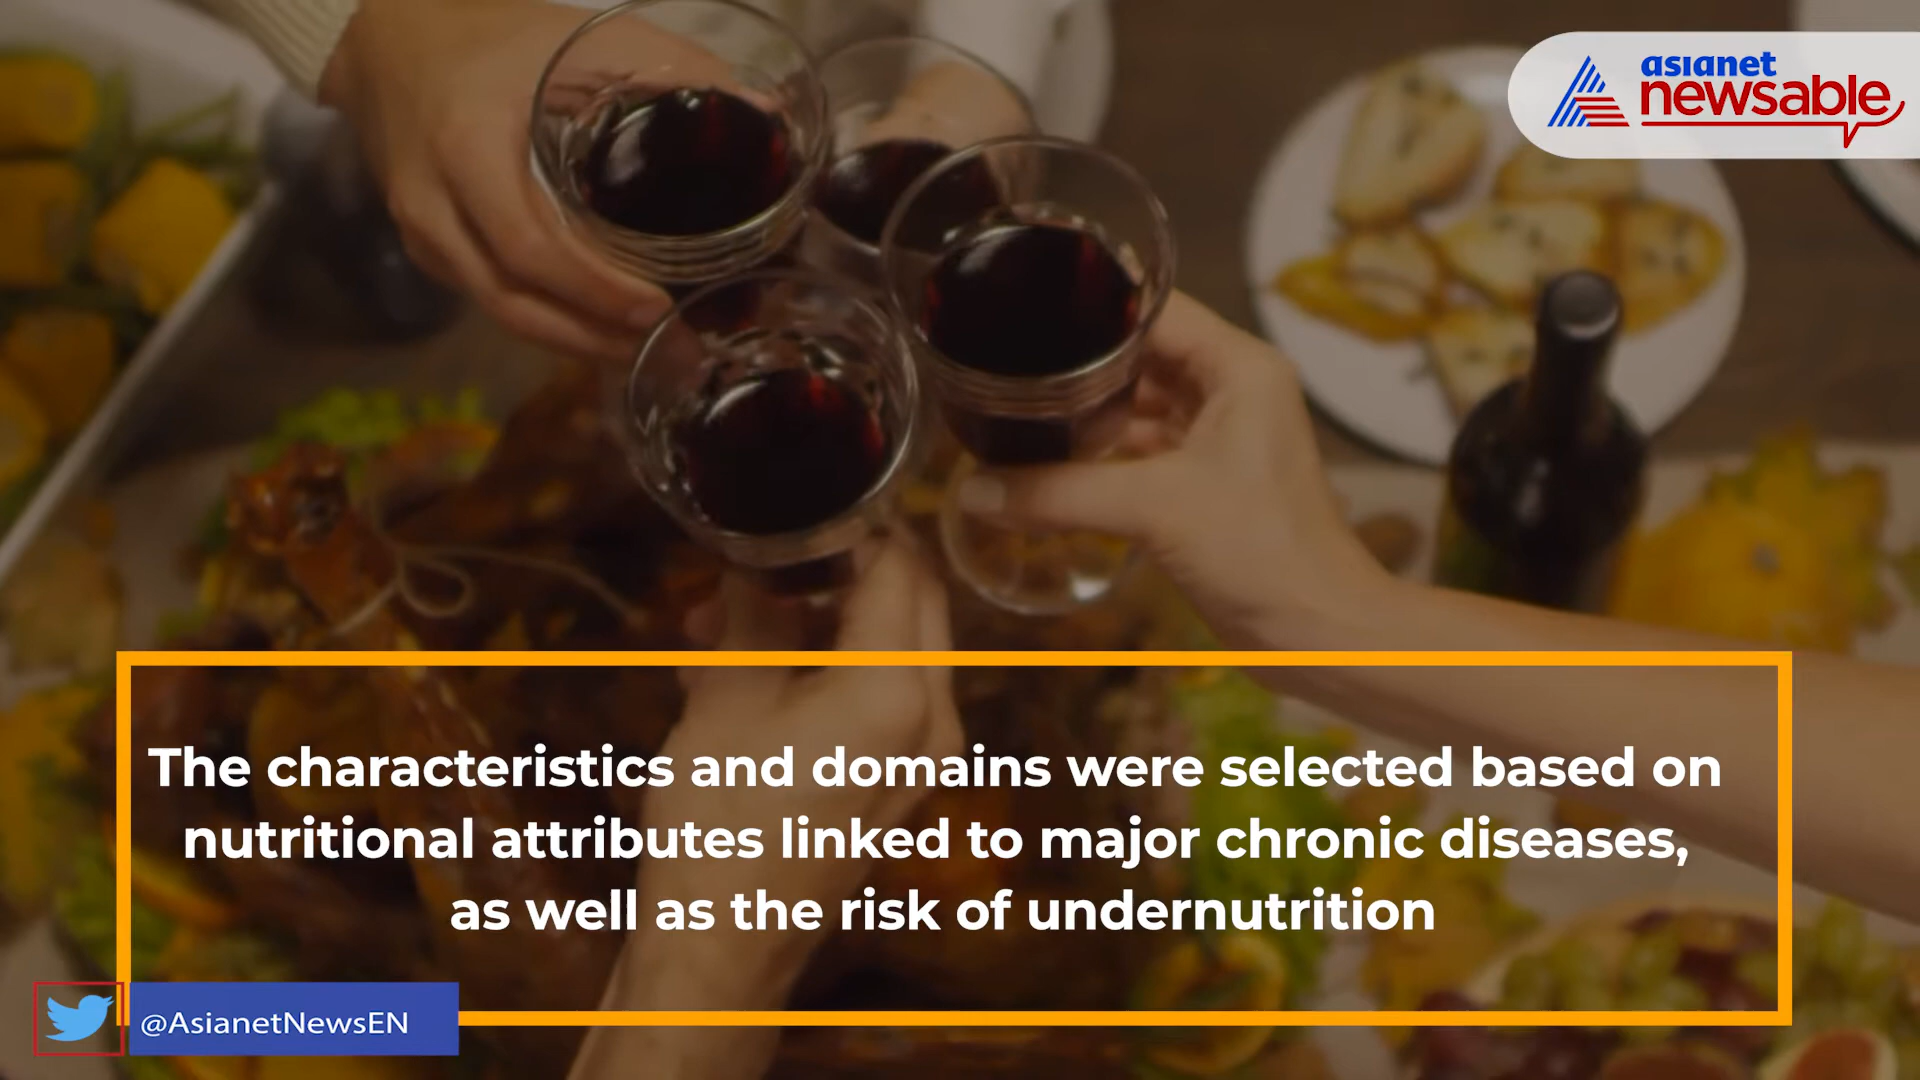 asianet
newsable
The characteristics and domains were selected based on
nutritional attributes linked to major chronic diseases,
as well as the risk of undernutrition
@AsianetNewsEN